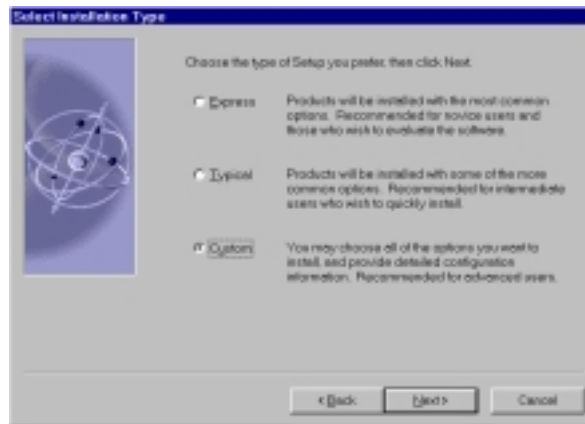 Select Installation Type
Choose the type of Setup you prefer, then click Next.
Express
Products will be installed with the most common
options. Recommended for novice users and
those who wish to evaluate the software.
Typical
Products will be installed with some of the more
common options. Recommended for intermediate
users who wish to quickly install.
Custom
You may choose all of the options you want to
install, and provide detailed configuration
information. Recommended for advanced users.
< Back
Next >
Cancel